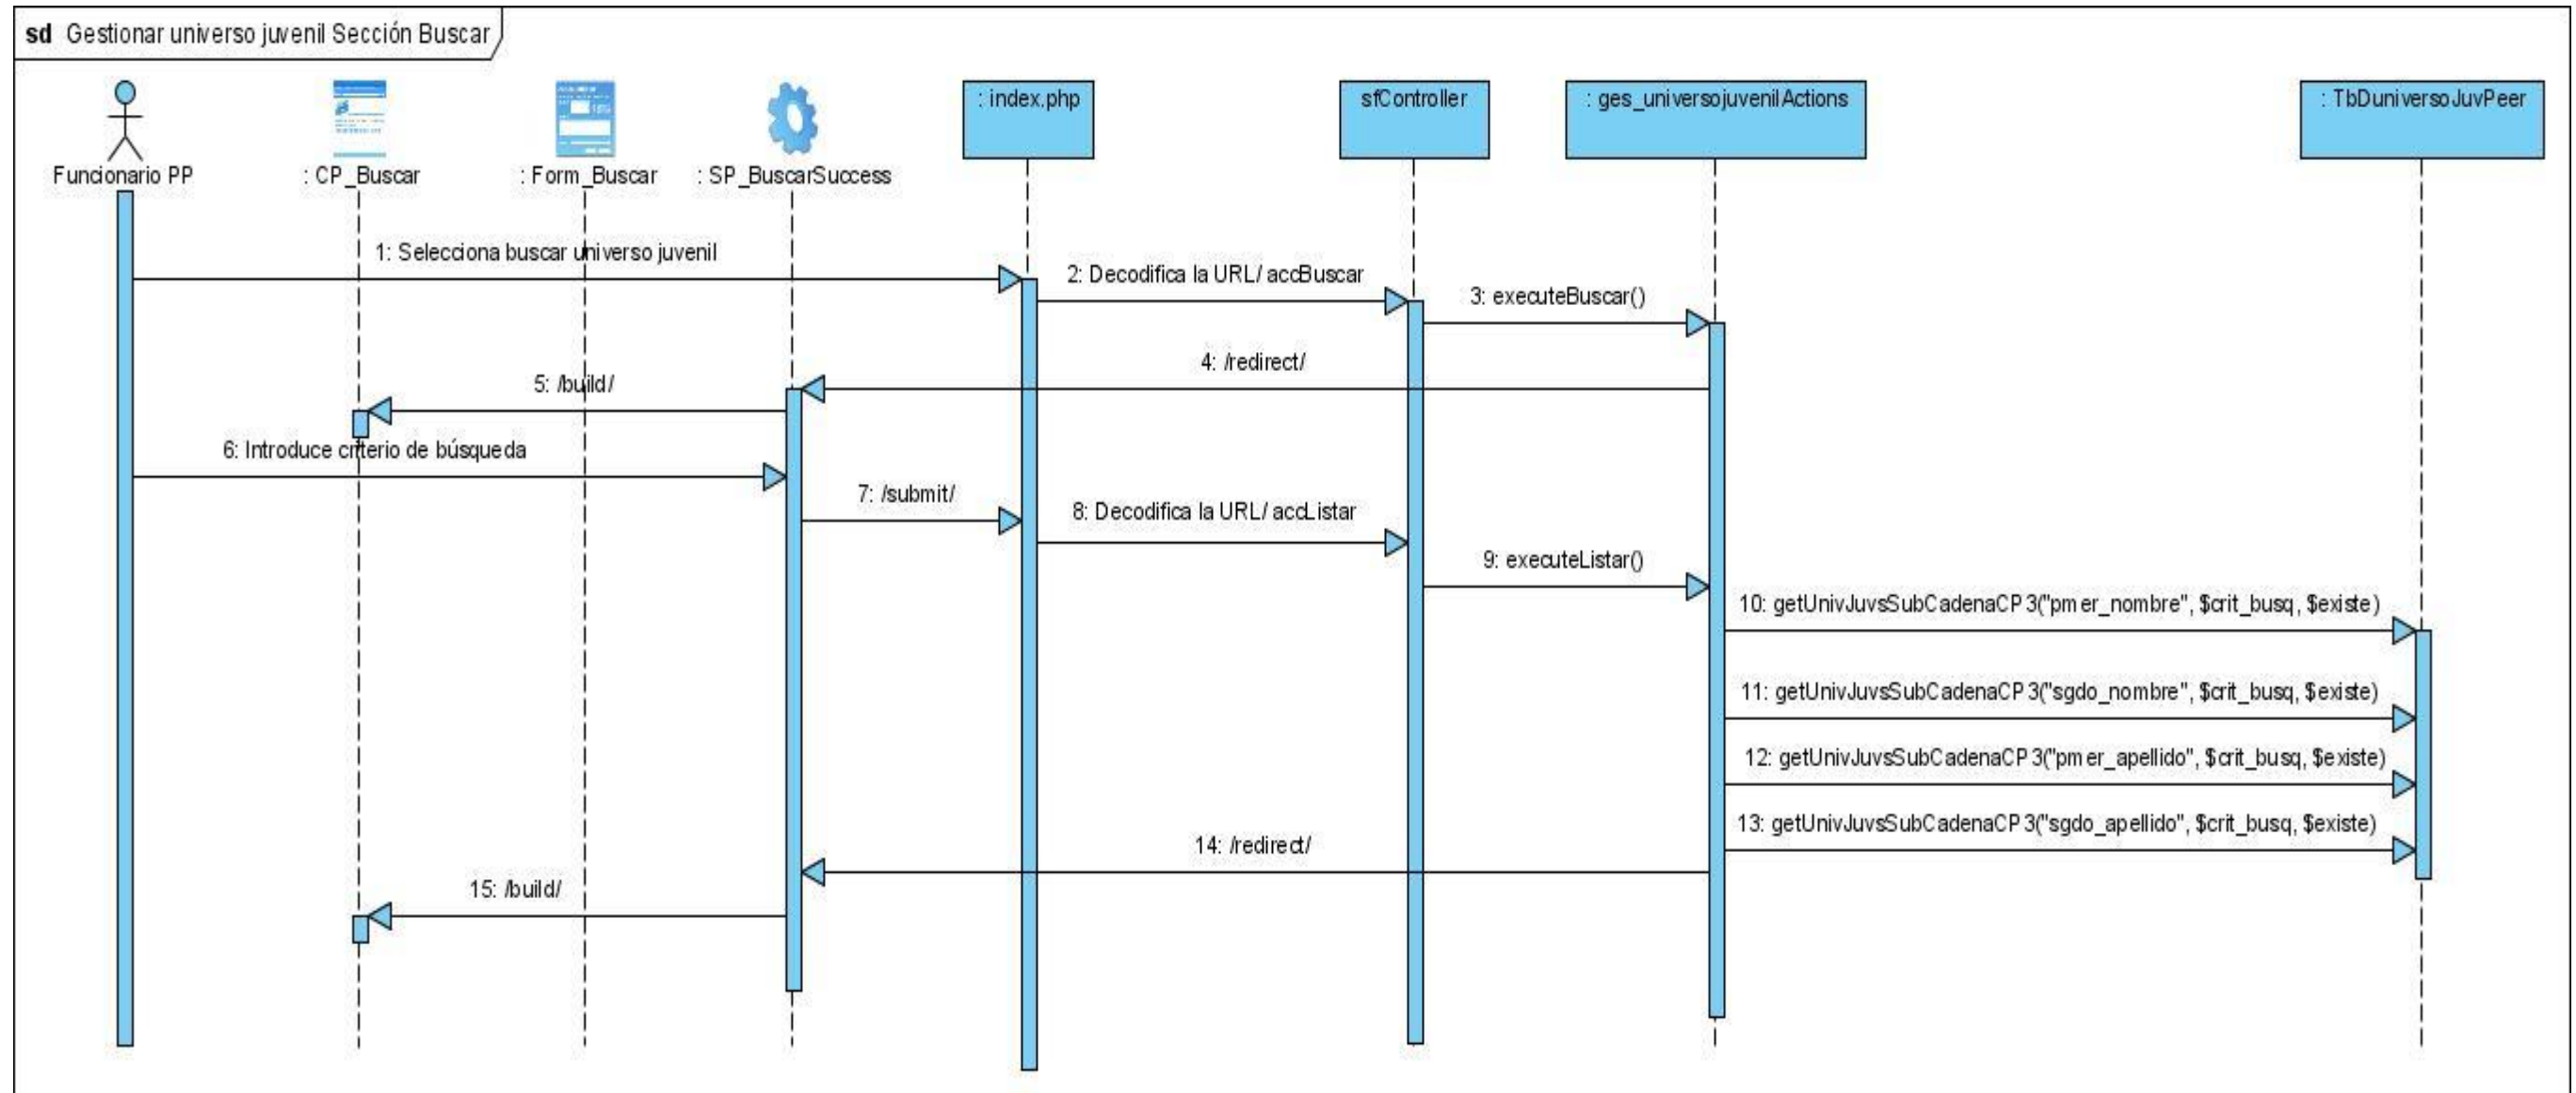 sd Gestionar universo juvenil Sección Buscar
: index.php
sfController
: ges_universojuvenilActions
: TbDuniversoJuvPeer
Funcionario PP
: CP_Buscar
: Form_Buscar
: SP_BuscarSuccess
1: Selecciona buscar universo juvenil
2: Decodifica la URL/ accBuscar
3: executeBuscar()
4: /redirect/
5: /build/
6: Introduce criterio de búsqueda
7: /submit/
8: Decodifica la URL/ accListar
9: executeListar()
10: getUnivJuvsSubCadenaCP3("pmer_nombre", $crit_busq, $existe)
11: getUnivJuvsSubCadenaCP3("sgdo_nombre", $crit_busq, $existe)
12: getUnivJuvsSubCadenaCP3("pmer_apellido", $crit_busq, $existe)
13: getUnivJuvsSubCadenaCP3("sgdo_apellido", $crit_busq, $existe)
14: /redirect/
15: /build/